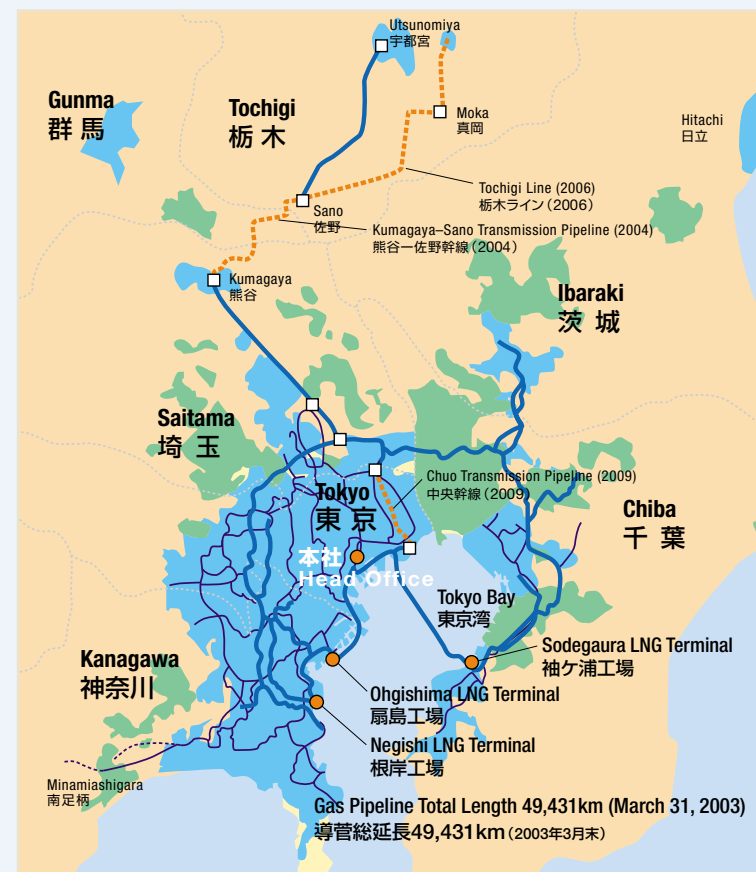 Utsunomiya
宇都宮
Gunma
群 馬
Tochigi
栃 木
Moka
真岡
Hitachi
日立
Tochigi Line (2006)
栃木ライン(2006)
Sano
佐野
Kumagaya–Sano Transmission Pipeline (2004)
熊谷ー佐野幹線(2004)
Kumagaya
熊谷
Ibaraki
茨 城
Saitama
埼 玉
Chuo Transmission Pipeline (2009)
中央幹線(2009)
Tokyo
東 京
Chiba
千 葉
本社
Head Office
Tokyo Bay
東京湾
Sodegaura LNG Terminal
袖ケ浦工場
Kanagawa
神奈川
Ohgishima LNG Terminal
扇島工場
Negishi LNG Terminal
根岸工場
Minamiashigara
南足柄
Gas Pipeline Total Length 49,431km (March 31, 2003)
導菅総延長49,431km(2003年3月末)